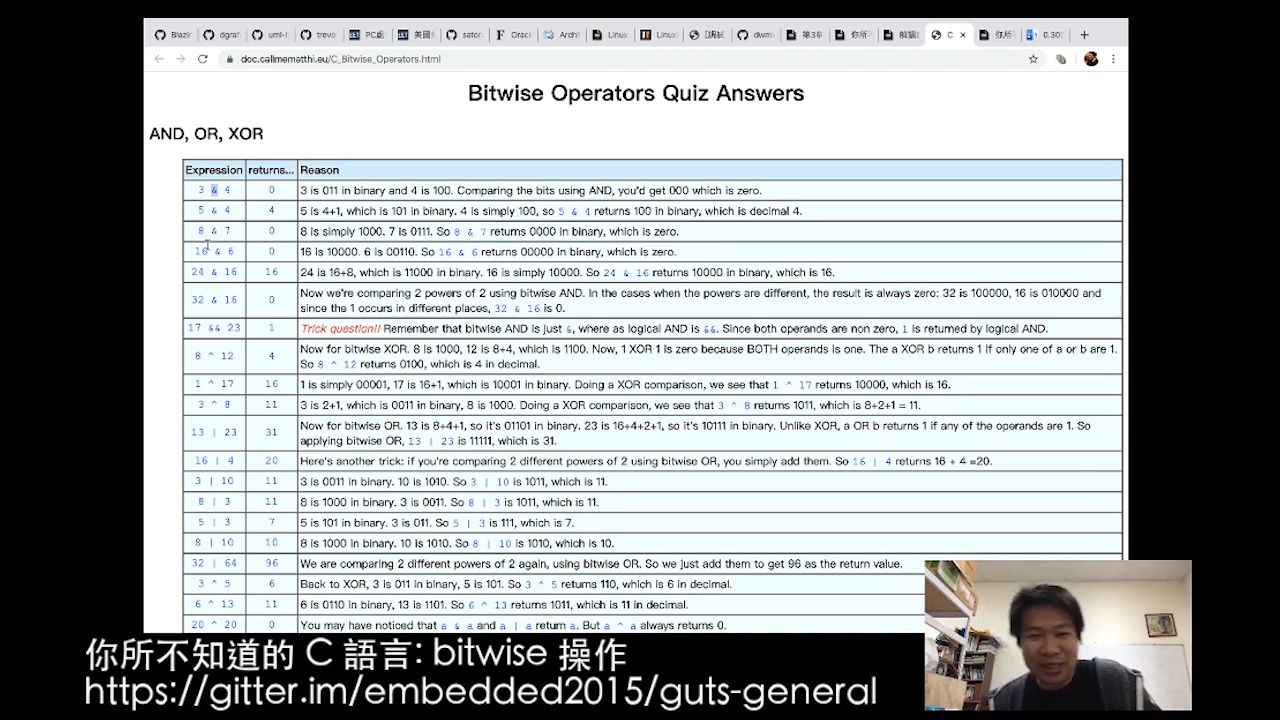 Blazin dgraf uml-t trevo PC處 美國 sator Oracl Archit Linux Linux 第3章 你所不 解讀 C 你所不 0.30
doc.callmematthi.eu/C_Bitwise_Operators.html
Bitwise Operators Quiz Answers
AND, OR, XOR
Expression returns... Reason
3 & 4 0 3 is 011 in binary and 4 is 100. Comparing the bits using AND, you'd get 000 which is zero.
5 & 4 4 5 is 4+1, which is 101 in binary. 4 is simply 100, so 5 & 4 returns 100 in binary, which is decimal 4.
8 & 7 0 8 is simply 1000. 7 is 0111. So 8 & 7 returns 0000 in binary, which is zero.
16 & 6 0 16 is 10000. 6 is 00110. So 16 & 6 returns 00000 in binary, which is zero.
24 & 16 16 24 is 16+8, which is 11000 in binary. 16 is simply 10000. So 24 & 16 returns 10000 in binary, which is 16.
32 & 16 0 Now we're comparing 2 powers of 2 using bitwise AND. In the cases when the powers are different, the result is always zero: 32 is 100000, 16 is 010000 and
since the 1 occurs in different places, 32 & 16 is 0.
17 && 23 1 Trick question!! Remember that bitwise AND is just &, where as logical AND is &&. Since both operands are non zero, 1 is returned by logical AND.
8 ^ 12 4 Now for bitwise XOR. 8 is 1000, 12 is 8+4, which is 1100. Now, 1 XOR 1 is zero because BOTH operands is one. The a XOR b returns 1 if only one of a or b are 1.
So 8 ^ 12 returns 0100, which is 4 in decimal.
1 ^ 17 16 1 is simply 00001, 17 is 16+1, which is 10001 in binary. Doing a XOR comparison, we see that 1 ^ 17 returns 10000, which is 16.
3 ^ 8 11 3 is 2+1, which is 0011 in binary, 8 is 1000. Doing a XOR comparison, we see that 3 ^ 8 returns 1011, which is 8+2+1 = 11.
13 | 23 31 Now for bitwise OR. 13 is 8+4+1, so it's 01101 in binary. 23 is 16+4+2+1, so it's 10111 in binary. Unlike XOR, a OR b returns 1 if any of the operands are 1. So
applying bitwise OR, 13 | 23 is 11111, which is 31.
16 | 4 20 Here's another trick: if you're comparing 2 different powers of 2 using bitwise OR, you simply add them. So 16 | 4 returns 16 + 4 =20.
3 | 10 11 3 is 0011 in binary. 10 is 1010. So 3 | 10 is 1011, which is 11.
8 | 3 11 8 is 1000 in binary. 3 is 0011. So 8 | 3 is 1011, which is 11.
5 | 3 7 5 is 101 in binary. 3 is 011. So 5 | 3 is 111, which is 7.
8 | 10 10 8 is 1000 in binary. 10 is 1010. So 8 | 10 is 1010, which is 10.
32 | 64 96 We are comparing 2 different powers of 2 again, using bitwise OR. So we just add them to get 96 as the return value.
3 ^ 5 6 Back to XOR, 3 is 011 in binary, 5 is 101. So 3 ^ 5 returns 110, which is 6 in decimal.
6 ^ 13 11 6 is 0110 in binary, 13 is 1101. So 6 ^ 13 returns 1011, which is 11 in decimal.
20 ^ 20 0 You may have noticed that a & a and a | a return a. But a ^ a always returns 0.
你所不知道的 C 語言: bitwise 操作
https://gitter.im/embedded2015/guts-general